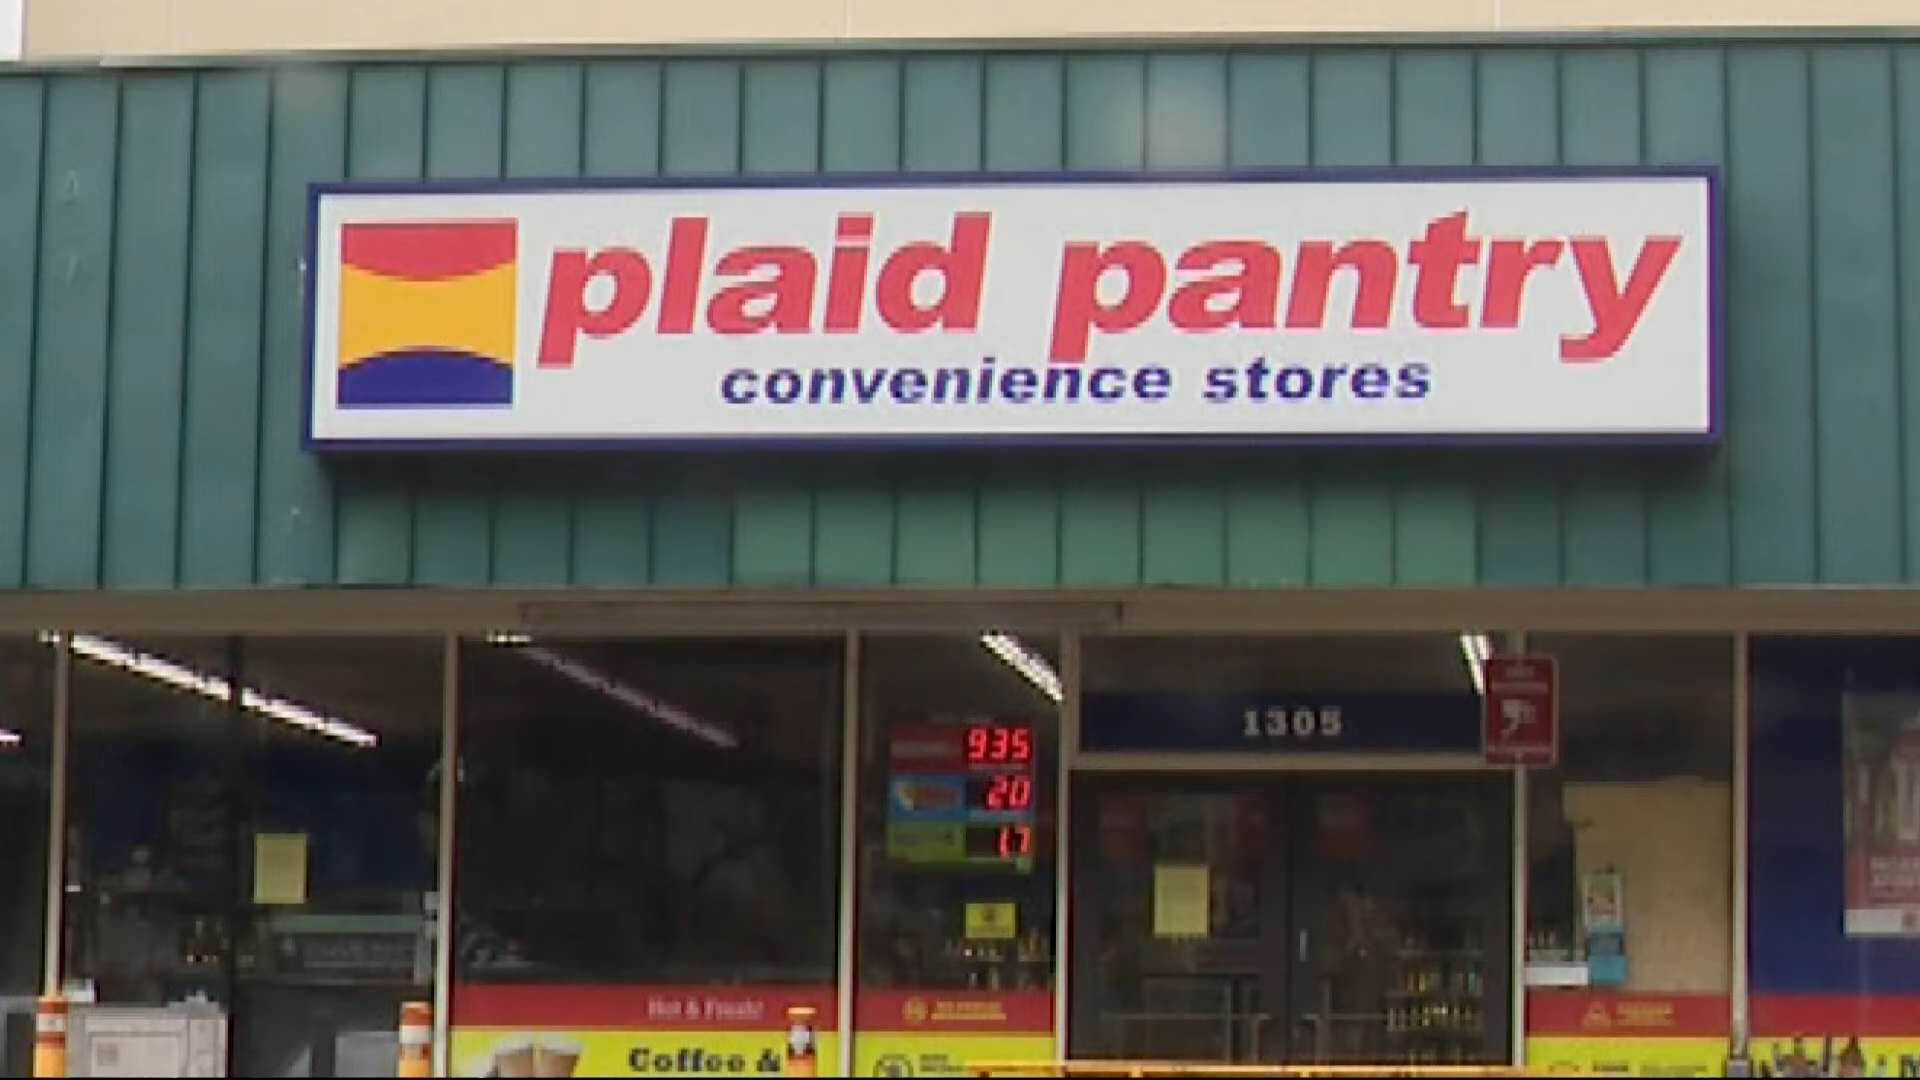 plaid pantry
convenience stores
1305
935
20
17
Hot & Fresh!
Coffee &